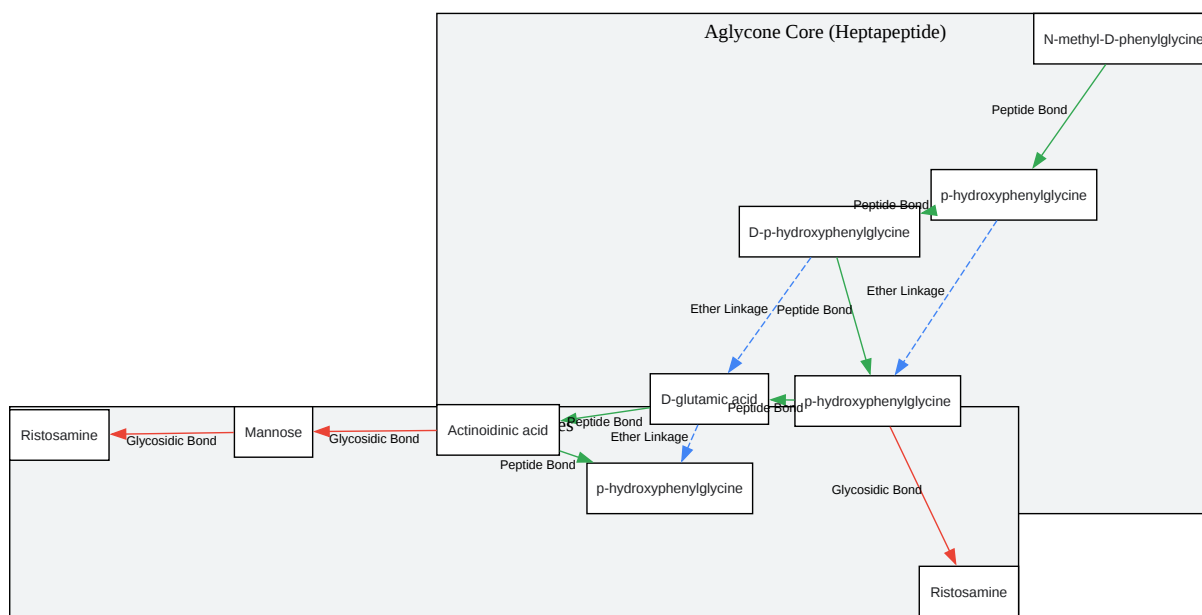 Aglycone Core (Heptapeptide)
N-methyl-D-phenylglycine
Peptide Bond
p-hydroxyphenylglycine
Peptide Bond
D-p-hydroxyphenylglycine
Ether Linkage
Ether Linkage
Peptide Bond
D-glutamic acid
p-hydroxyphenylglycine
Peptide Bond
Ristosamine
Glycosidic Bond
Mannose
Glycosidic Bond
Actinoidinic acid
Peptide Bond
Ether Linkage
Peptide Bond
p-hydroxyphenylglycine
Glycosidic Bond
Ristosamine